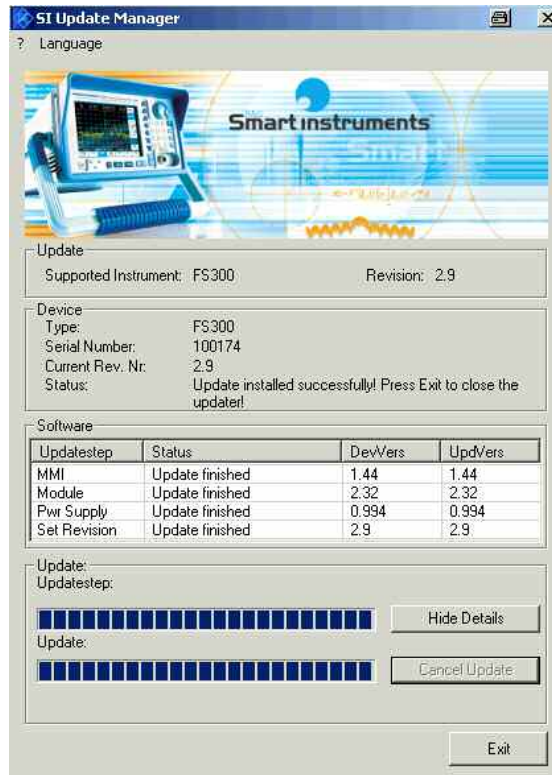 SI Update Manager
? Language
Smart instruments
Smart
Update
Supported Instrument: FS300 Revision: 2.9
Device
Type: FS300
Serial Number: 100174
Current Rev. Nr: 2.9
Status: Update installed successfully! Press Exit to close the
updater!
Software
Updatestep Status DevVers UpdVers
MMI Update finished 1.44 1.44
Module Update finished 2.32 2.32
Pwr Supply Update finished 0.994 0.994
Set Revision Update finished 2.9 2.9
Update:
Updatestep:
Hide Details
Update:
Cancel Update
Exit